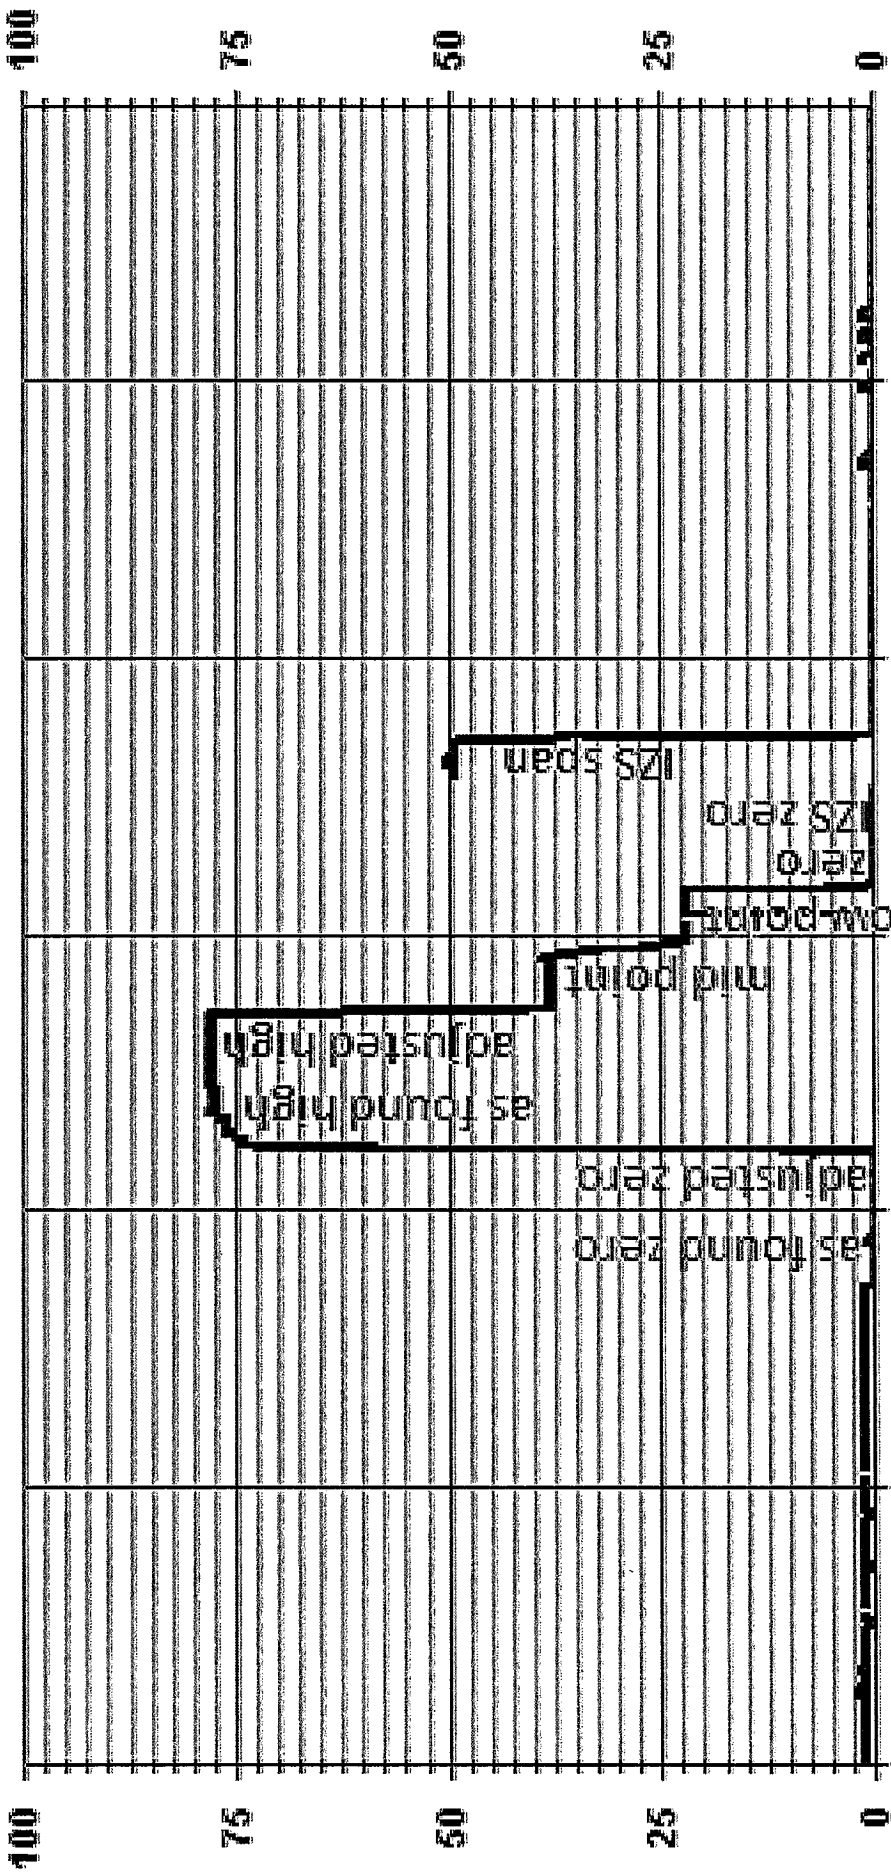 100
75
50
25
0
IZS span
IZS zero
zero
ow point
mid point
adjusted high
as found high
adjusted zero
as found zero
100
75
50
25
0